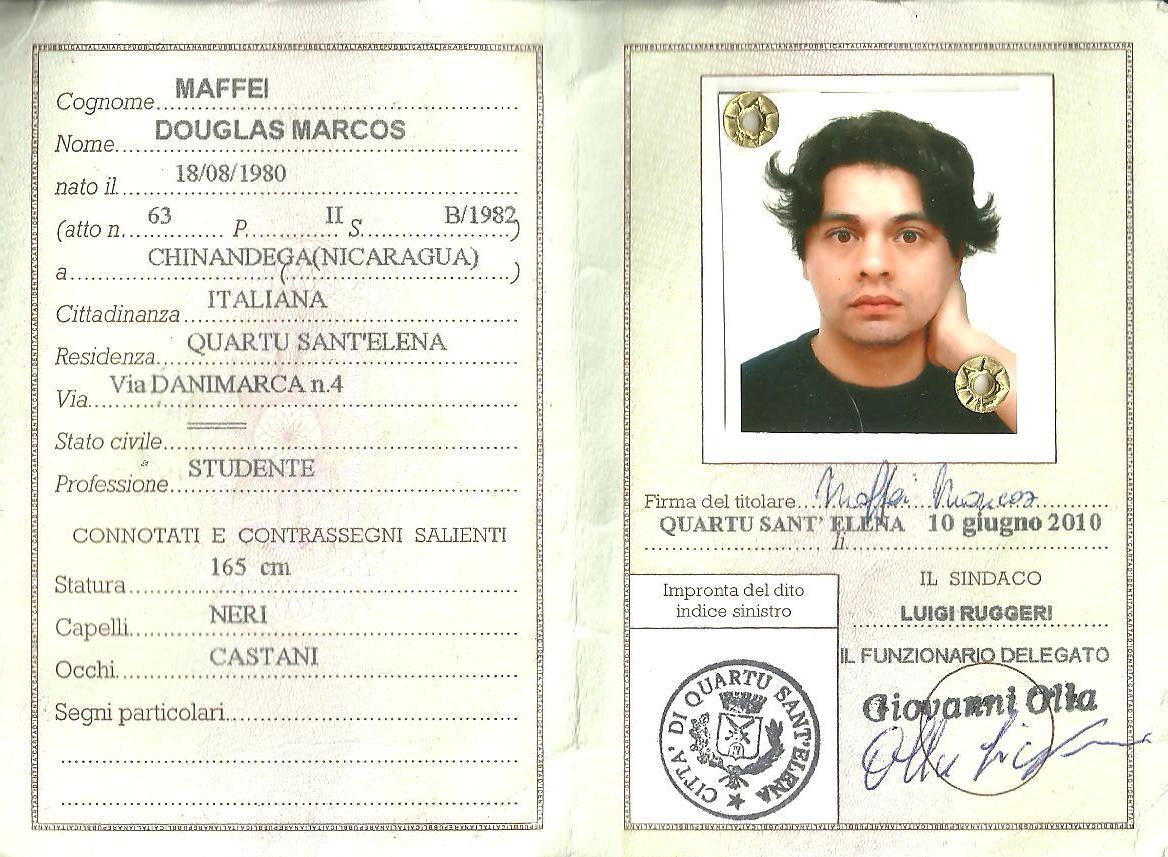 Cognome MAFFEI
Nome DOUGLAS MARCOS
nato il 18/08/1980
(atto n. 63 P. II S. B/1982)
a CHINANDEGA(NICARAGUA)
Cittadinanza ITALIANA
Residenza QUARTU SANT'ELENA
Via Via DANIMARCA n.4
Stato civile
Professione STUDENTE
CONNOTATI E CONTRASSEGNI SALIENTI
Statura 165 cm
Capelli NERI
Occhi CASTANI
Segni particolari
Firma del titolare Maffei Marcos
QUARTU SANT' ELENA lì 10 giugno 2010
Impronta del dito
indice sinistro
IL SINDACO
LUIGI RUGGERI
IL FUNZIONARIO DELEGATO
Giovanni Olla
CITTA' DI QUARTU SANT'ELENA